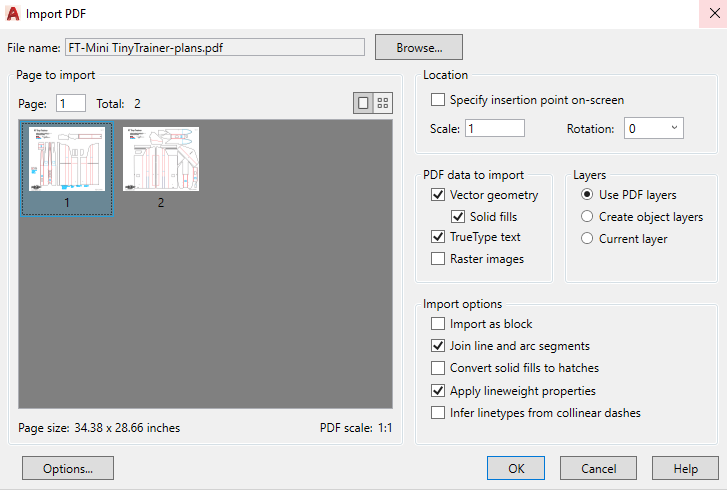 Import PDF
File name: FT-Mini TinyTrainer-plans.pdf Browse...
Page to import
Page: 1 Total: 2
1 2
Page size: 34.38 x 28.66 inches PDF scale: 1:1
Location
Specify insertion point on-screen
Scale: 1 Rotation: 0
PDF data to import
Vector geometry
Solid fills
TrueType text
Raster images
Layers
Use PDF layers
Create object layers
Current layer
Import options
Import as block
Join line and arc segments
Convert solid fills to hatches
Apply lineweight properties
Infer linetypes from collinear dashes
Options... OK Cancel Help